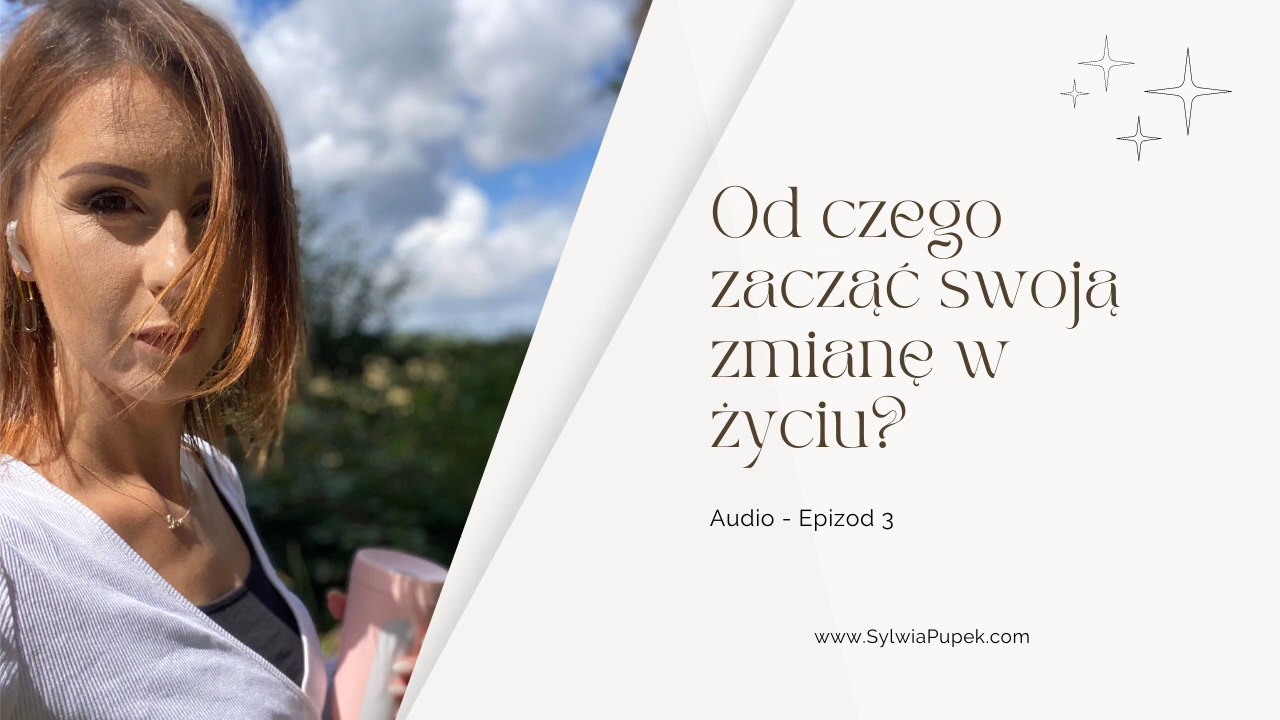 Od czego
zacząć swoją
zmianę w
życiu?
Audio - Epizod 3
www.SylwiaPupek.com